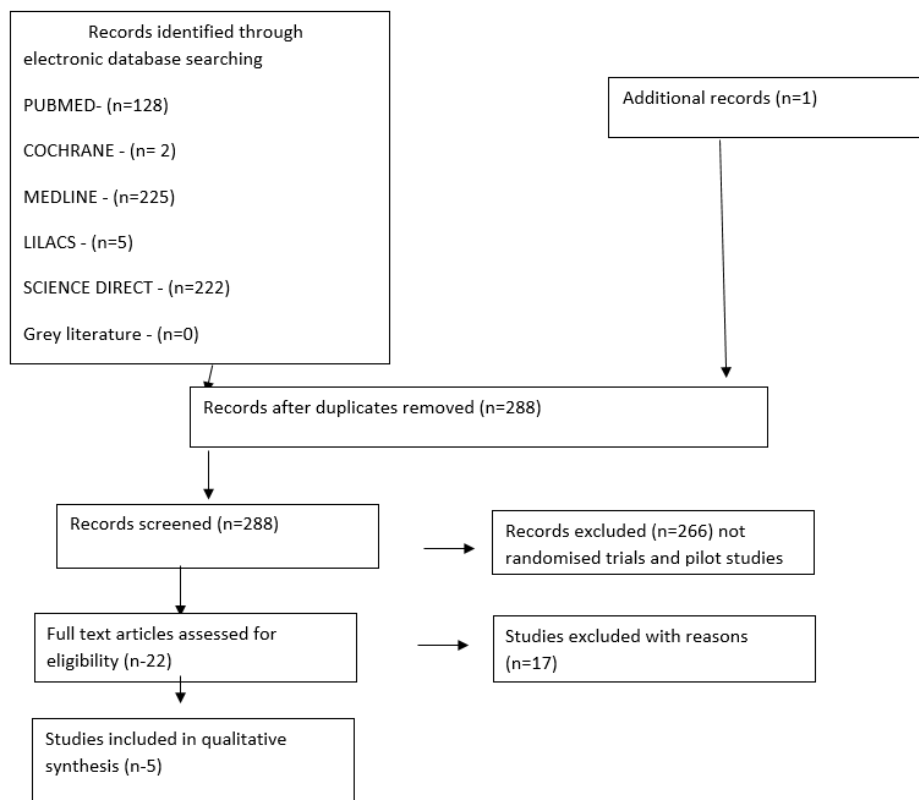 Records identified through
electronic database searching
PUBMED- (n=128)
COCHRANE - (n= 2)
MEDLINE - (n=225)
LILACS - (n=5)
SCIENCE DIRECT - (n=222)
Grey literature - (n=0)
Additional records (n=1)
Records after duplicates removed (n=288)
Records screened (n=288)
Records excluded (n=266) not
randomised trials and pilot studies
Full text articles assessed for
eligibility (n-22)
Studies excluded with reasons
(n=17)
Studies included in qualitative
synthesis (n-5)